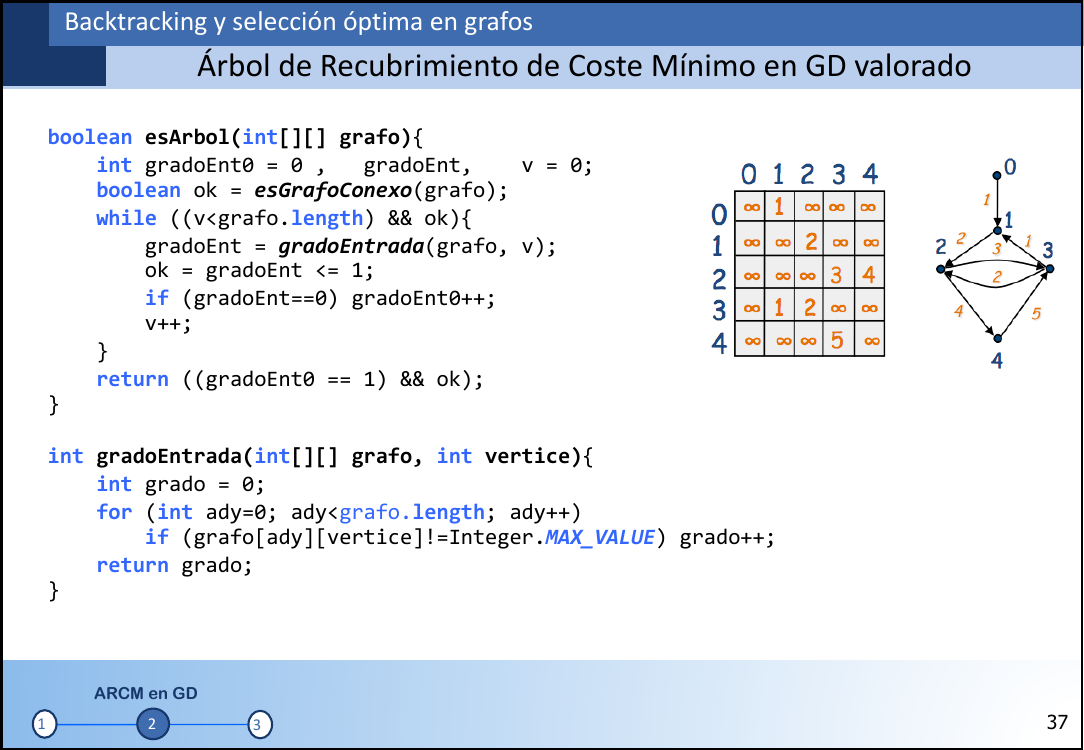 Backtracking y selección óptima en grafos
Árbol de Recubrimiento de Coste Mínimo en GD valorado
boolean esArbol(int[][] grafo){
int gradoEnt0 = 0 , gradoEnt, v = 0;
boolean ok = esGrafoConexo(grafo);
while ((v<grafo.length) && ok){
gradoEnt = gradoEntrada(grafo, v);
ok = gradoEnt <= 1;
if (gradoEnt==0) gradoEnt0++;
v++;
}
return ((gradoEnt0 == 1) && ok);
}
int gradoEntrada(int[][] grafo, int vertice){
int grado = 0;
for (int ady=0; ady<grafo.length; ady++)
if (grafo[ady][vertice]!=Integer.MAX_VALUE) grado++;
return grado;
}
0 1 2 3 4
0 ∞ 1 ∞ ∞ ∞
1 ∞ ∞ 2 ∞ ∞
2 ∞ ∞ ∞ 3 4
3 ∞ 1 2 ∞ ∞
4 ∞ ∞ ∞ 5 ∞
0
1
1
2 2 3 1 3
2
4 5
4
ARCM en GD
1 2 3
37